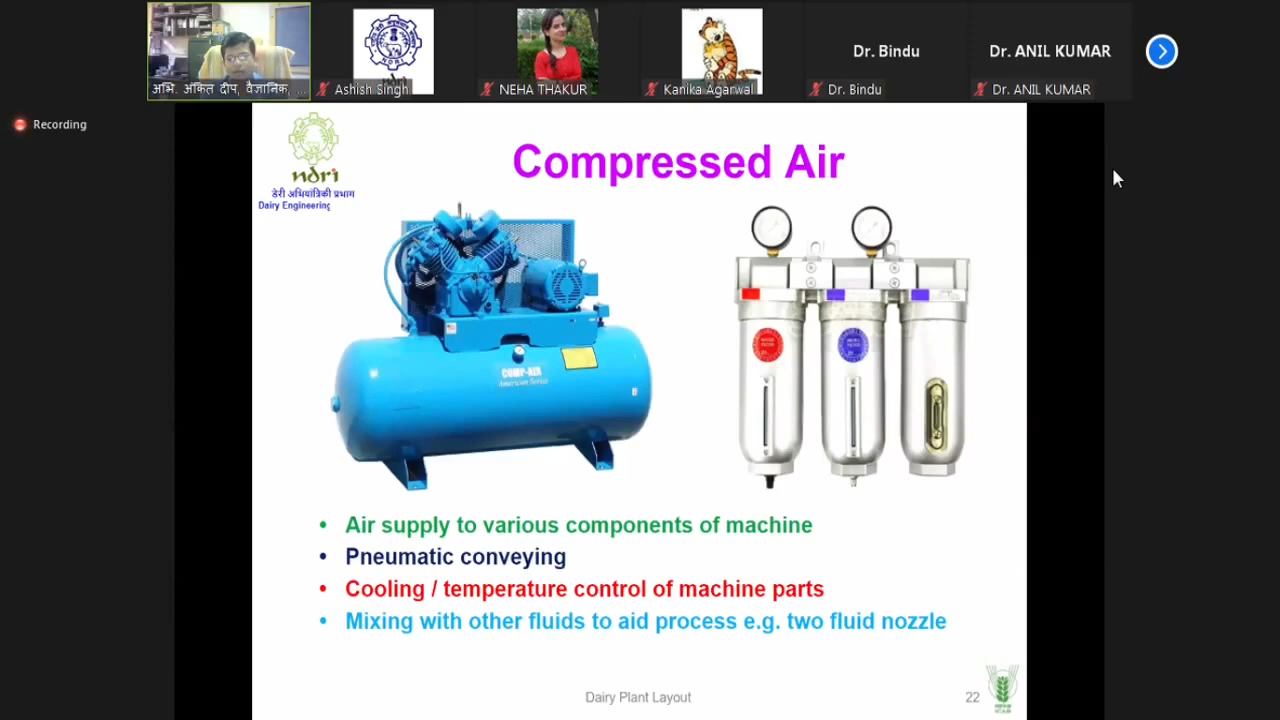 Dr. Bindu
Dr. ANIL KUMAR
अभि. अंकित दीप, वैज्ञानिक, ...
Ashish Singh
NEHA THAKUR
Kanika Agarwal
Dr. Bindu
Dr. ANIL KUMAR
Recording
ndri
डेरी अभियांत्रिकी प्रभाग
Dairy Engineering
Compressed Air
COMP-AIR
American Series
• Air supply to various components of machine
• Pneumatic conveying
• Cooling / temperature control of machine parts
• Mixing with other fluids to aid process e.g. two fluid nozzle
Dairy Plant Layout
22